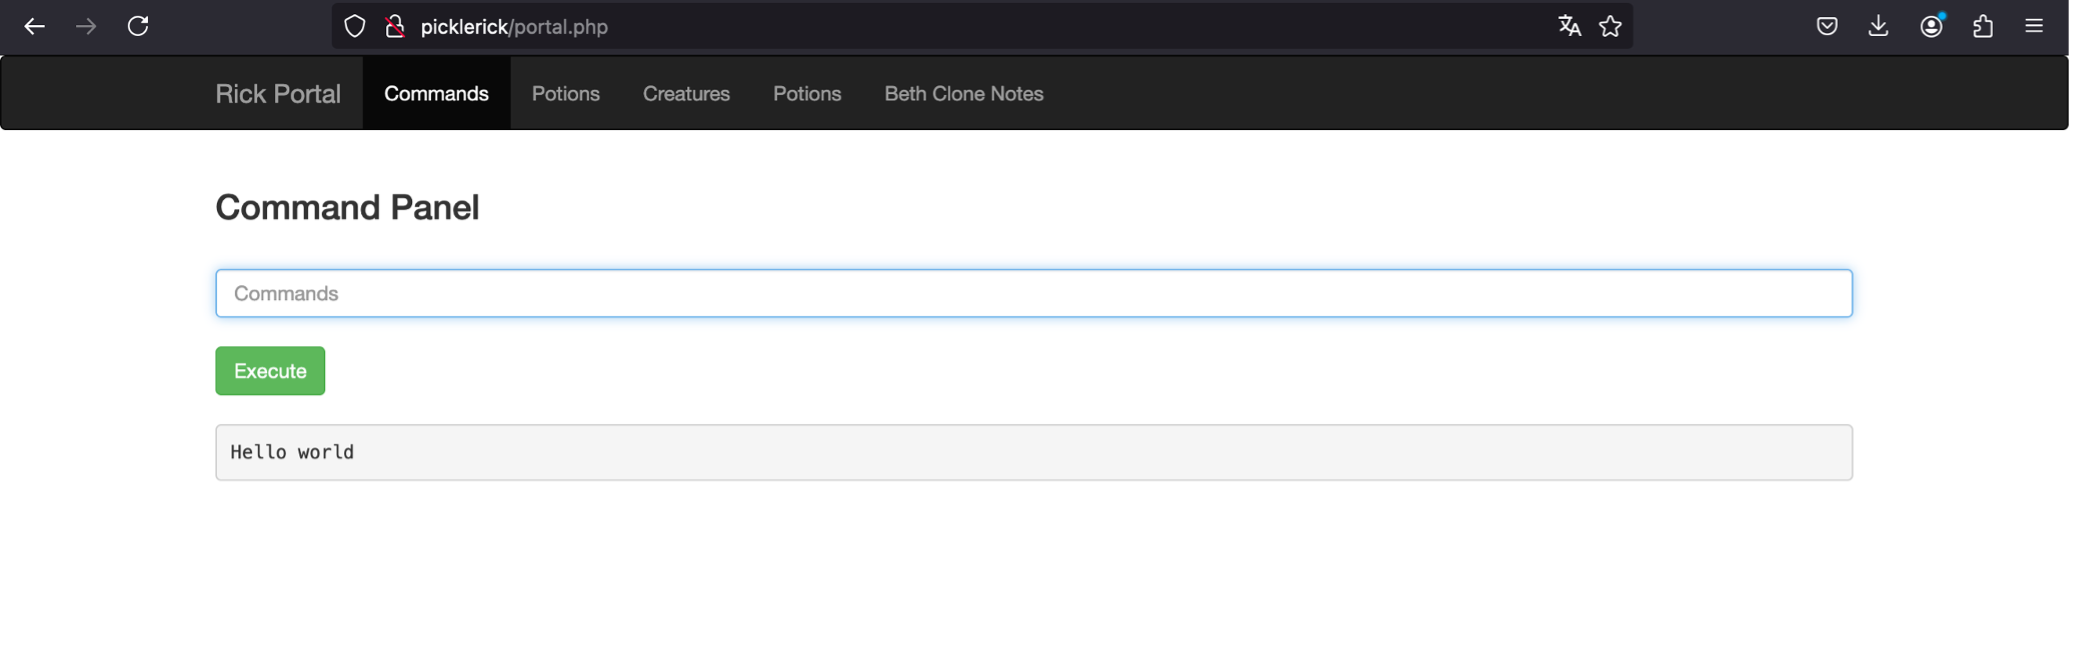 picklerick/portal.php
Rick Portal Commands Potions Creatures Potions Beth Clone Notes
Command Panel
Commands
Execute
Hello world